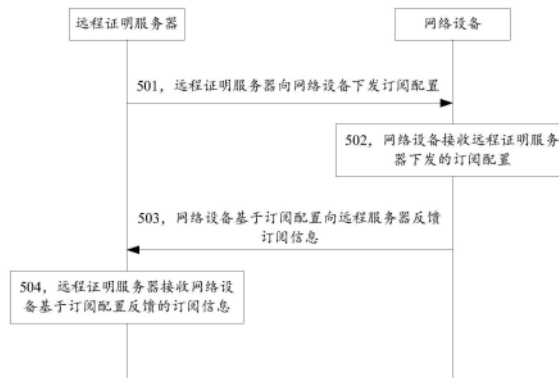 远程证明服务器
网络设备
501，远程证明服务器向网络设备下发订阅配置
502，网络设备接收远程证明服务
器下发的订阅配置
503，网络设备基于订阅配置向远程服务器反馈
订阅信息
504，远程证明服务器接收网络设
备基于订阅配置反馈的订阅信息